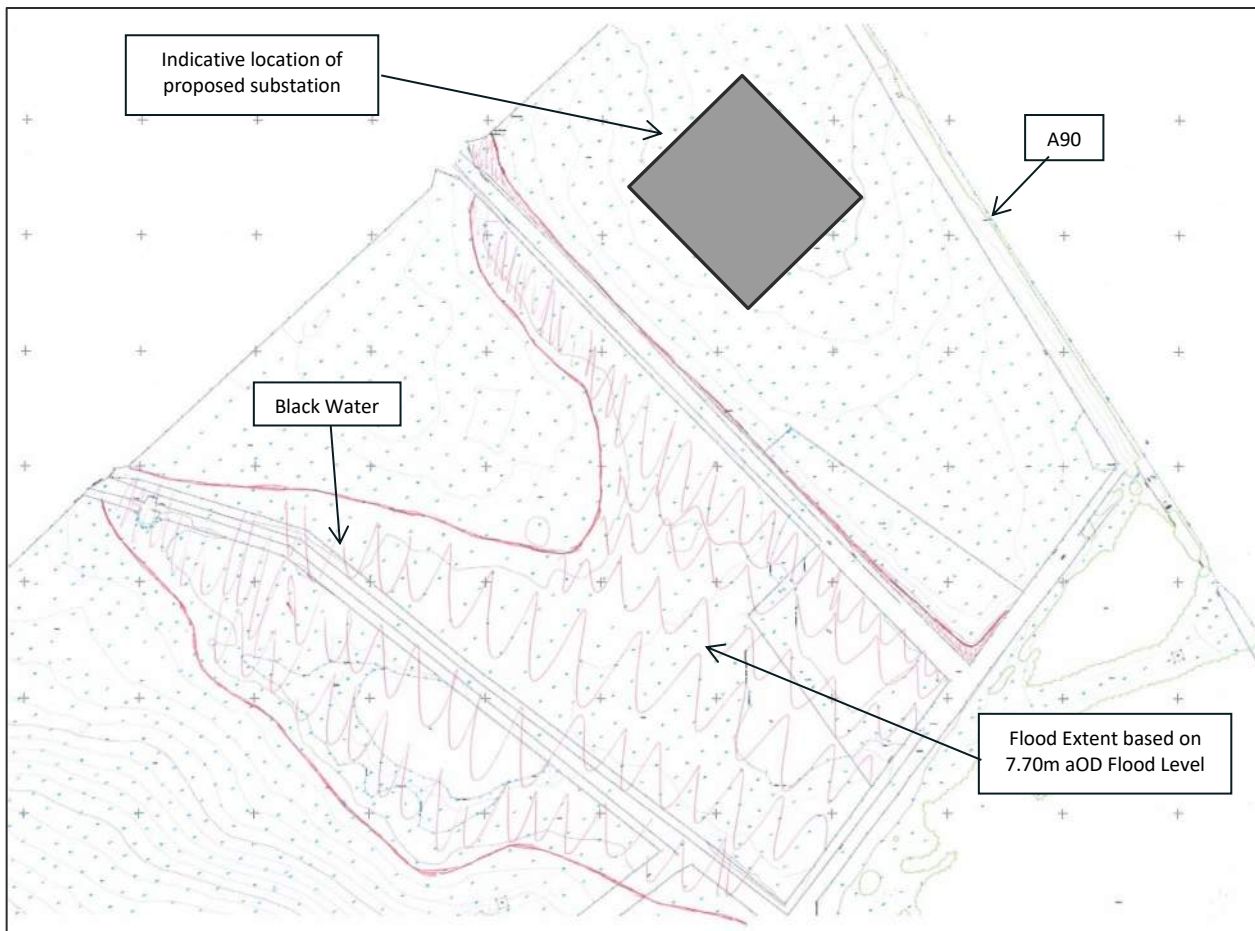 Indicative location of
proposed substation
A90
Black Water
Flood Extent based on
7.70m aOD Flood Level